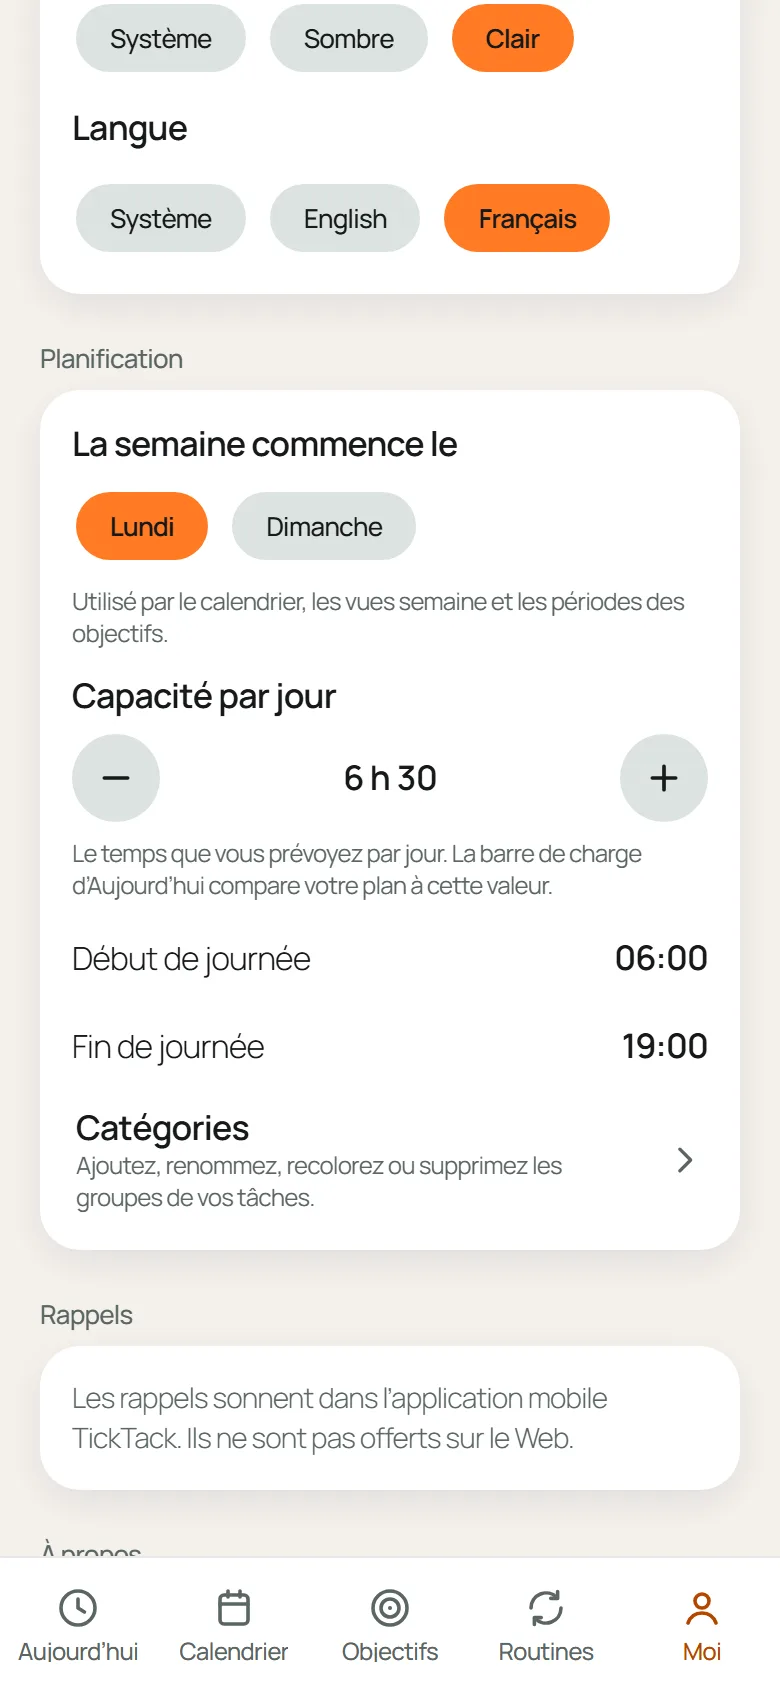 Système
Sombre
Clair
Langue
Système
English
Français
Planification
La semaine commence le
Lundi
Dimanche
Utilisé par le calendrier, les vues semaine et les périodes des
objectifs.
Capacité par jour
6 h 30
Le temps que vous prévoyez par jour. La barre de charge
d’Aujourd’hui compare votre plan à cette valeur.
Début de journée
06:00
Fin de journée
19:00
Catégories
Ajoutez, renommez, recolorez ou supprimez les
groupes de vos tâches.
Rappels
Les rappels sonnent dans l’application mobile
TickTack. Ils ne sont pas offerts sur le Web.
À propos
Aujourd’hui
Calendrier
Objectifs
Routines
Moi